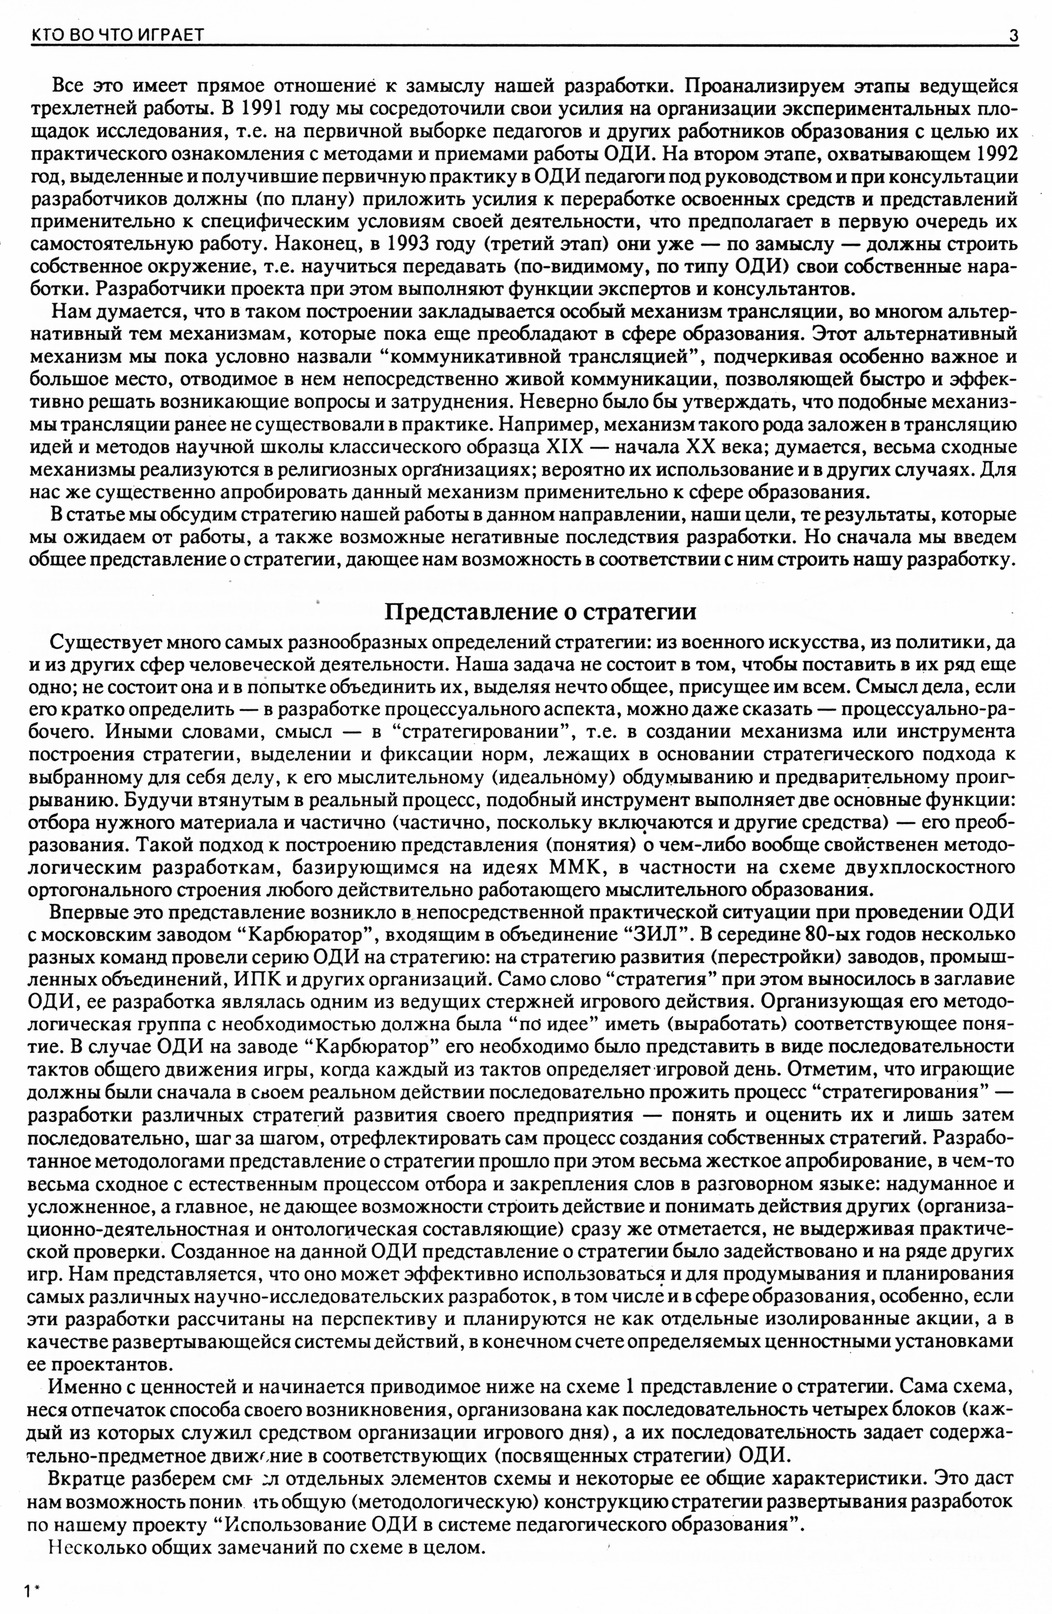 КТО ВО ЧТО ИГРАЕТ 3
Все это имеет прямое отношение к замыслу нашей разработки. Проанализируем этапы ведущейся
трехлетней работы. В 1991 году мы сосредоточили свои усилия на организации экспериментальных пло-
щадок исследования, т.е. на первичной выборке педагогов и других работников образования с целью их
практического ознакомления с методами и приемами работы ОДИ. На втором этапе, охватывающем 1992
год, выделенные и получившие первичную практику в ОДИ педагоги под руководством и при консультации
разработчиков должны (по плану) приложить усилия к переработке освоенных средств и представлений
применительно к специфическим условиям своей деятельности, что предполагает в первую очередь их
самостоятельную работу. Наконец, в 1993 году (третий этап) они уже — по замыслу — должны строить
собственное окружение, т.е. научиться передавать (по-видимому, по типу ОДИ) свои собственные нара-
ботки. Разработчики проекта при этом выполняют функции экспертов и консультантов.
Нам думается, что в таком построении закладывается особый механизм трансляции, во многом альтер-
нативный тем механизмам, которые пока еще преобладают в сфере образования. Этот альтернативный
механизм мы пока условно назвали “коммуникативной трансляцией”, подчеркивая особенно важное и
большое место, отводимое в нем непосредственно живой коммуникации, позволяющей быстро и эффек-
тивно решать возникающие вопросы и затруднения. Неверно было бы утверждать, что подобные механиз-
мы трансляции ранее не существовали в практике. Например, механизм такого рода заложен в трансляцию
идей и методов научной школы классического образца XIX — начала XX века; думается, весьма сходные
механизмы реализуются в религиозных организациях; вероятно их использование и в других случаях. Для
нас же существенно апробировать данный механизм применительно к сфере образования.
В статье мы обсудим стратегию нашей работы в данном направлении, наши цели, те результаты, которые
мы ожидаем от работы, а также возможные негативные последствия разработки. Но сначала мы введем
общее представление о стратегии, дающее нам возможность в соответствии с ним строить нашу разработку.
Представление о стратегии
Существует много самых разнообразных определений стратегии: из военного искусства, из политики, да
и из других сфер человеческой деятельности. Наша задача не состоит в том, чтобы поставить в их ряд еще
одно; не состоит она и в попытке объединить их, выделяя нечто общее, присущее им всем. Смысл дела, если
его кратко определить — в разработке процессуального аспекта, можно даже сказать — процессуально-ра-
бочего. Иными словами, смысл — в “стратегировании”, т.е. в создании механизма или инструмента
построения стратегии, выделении и фиксации норм, лежащих в основании стратегического подхода к
выбранному для себя делу, к его мыслительному (идеальному) обдумыванию и предварительному проиг-
рыванию. Будучи втянутым в реальный процесс, подобный инструмент выполняет две основные функции:
отбора нужного материала и частично (частично, поскольку включаются и другие средства) — его преоб-
разования. Такой подход к построению представления (понятия) о чем-либо вообще свойственен методо-
логическим разработкам, базирующимся на идеях ММК, в частности на схеме двухплоскостного
ортогонального строения любого действительно работающего мыслительного образования.
Впервые это представление возникло в непосредственной практической ситуации при проведении ОДИ
с московским заводом “Карбюратор”, входящим в объединение “ЗИЛ”. В середине 80-ых годов несколько
разных команд провели серию ОДИ на стратегию: на стратегию развития (перестройки) заводов, промыш-
ленных объединений, ИПК и других организаций. Само слово “стратегия” при этом выносилось в заглавие
ОДИ, ее разработка являлась одним из ведущих стержней игрового действия. Организующая его методо-
логическая группа с необходимостью должна была “по идее” иметь (выработать) соответствующее поня-
тие. В случае ОДИ на заводе “Карбюратор” его необходимо было представить в виде последовательности
тактов общего движения игры, когда каждый из тактов определяет игровой день. Отметим, что играющие
должны были сначала в своем реальном действии последовательно прожить процесс “стратегирования” —
разработки различных стратегий развития своего предприятия — понять и оценить их и лишь затем
последовательно, шаг за шагом, отрефлектировать сам процесс создания собственных стратегий. Разрабо-
танное методологами представление о стратегии прошло при этом весьма жесткое апробирование, в чем-то
весьма сходное с естественным процессом отбора и закрепления слов в разговорном языке: надуманное и
усложненное, а главное, не дающее возможности строить действие и понимать действия других (организа-
ционно-деятельностная и онтологическая составляющие) сразу же отметается, не выдерживая практиче-
ской проверки. Созданное на данной ОДИ представление о стратегии было задействовано и на ряде других
игр. Нам представляется, что оно может эффективно использоваться и для продумывания и планирования
самых различных научно-исследовательских разработок, в том числе и в сфере образования, особенно, если
эти разработки рассчитаны на перспективу и планируются не как отдельные изолированные акции, а в
качестве развертывающейся системы действий, в конечном счете определяемых ценностными установками
ее проектантов.
Именно с ценностей и начинается приводимое ниже на схеме 1 представление о стратегии. Сама схема,
неся отпечаток способа своего возникновения, организована как последовательность четырех блоков (каж-
дый из которых служил средством организации игрового дня), а их последовательность задает содержа-
тельно-предметное движение в соответствующих (посвященных стратегии) ОДИ.
Вкратце разберем смысл отдельных элементов схемы и некоторые ее общие характеристики. Это даст
нам возможность понимать общую (методологическую) конструкцию стратегии развертывания разработок
по нашему проекту “Использование ОДИ в системе педагогического образования”.
Несколько общих замечаний по схеме в целом.
1*